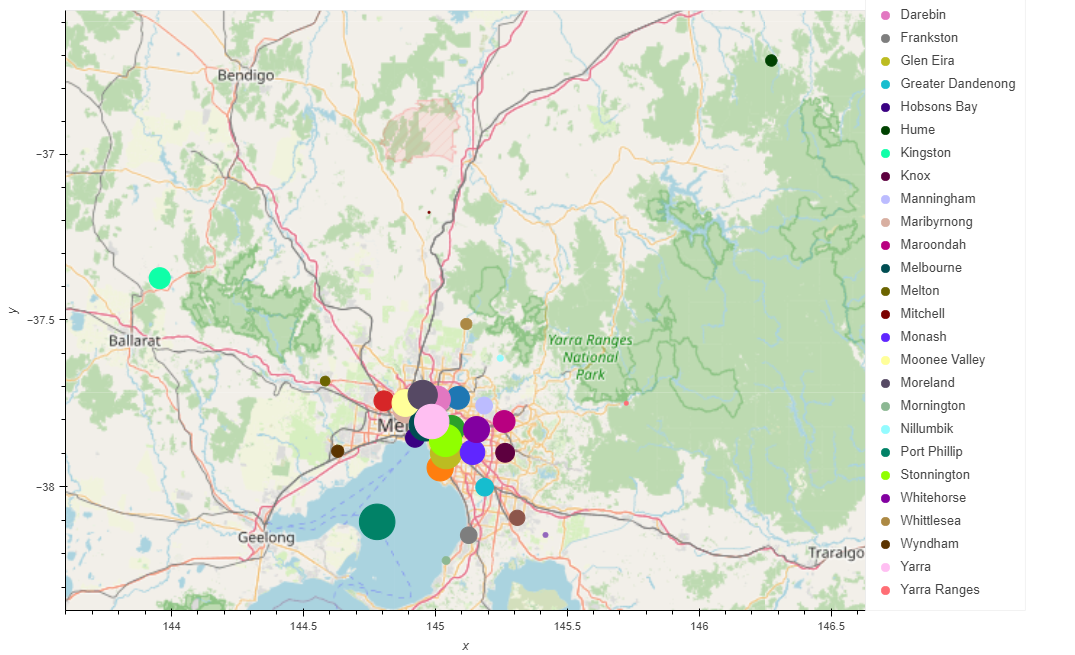 Bendigo
Ballarat
Geelong
Me
Yarra Ranges
National
Park
Traralgo
−37
−37.5
−38
y
144
144.5
145
145.5
146
146.5
x
Darebin
Frankston
Glen Eira
Greater Dandenong
Hobsons Bay
Hume
Kingston
Knox
Manningham
Maribyrnong
Maroondah
Melbourne
Melton
Mitchell
Monash
Moonee Valley
Moreland
Mornington
Nillumbik
Port Phillip
Stonnington
Whitehorse
Whittlesea
Wyndham
Yarra
Yarra Ranges